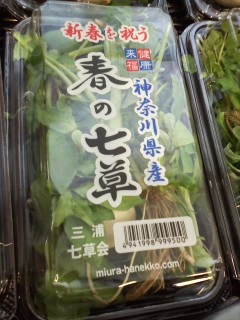 新春を祝う
健康
来福
神奈川県産
春の七草
三浦
七草会
4941998999500
miura-hanekko.com